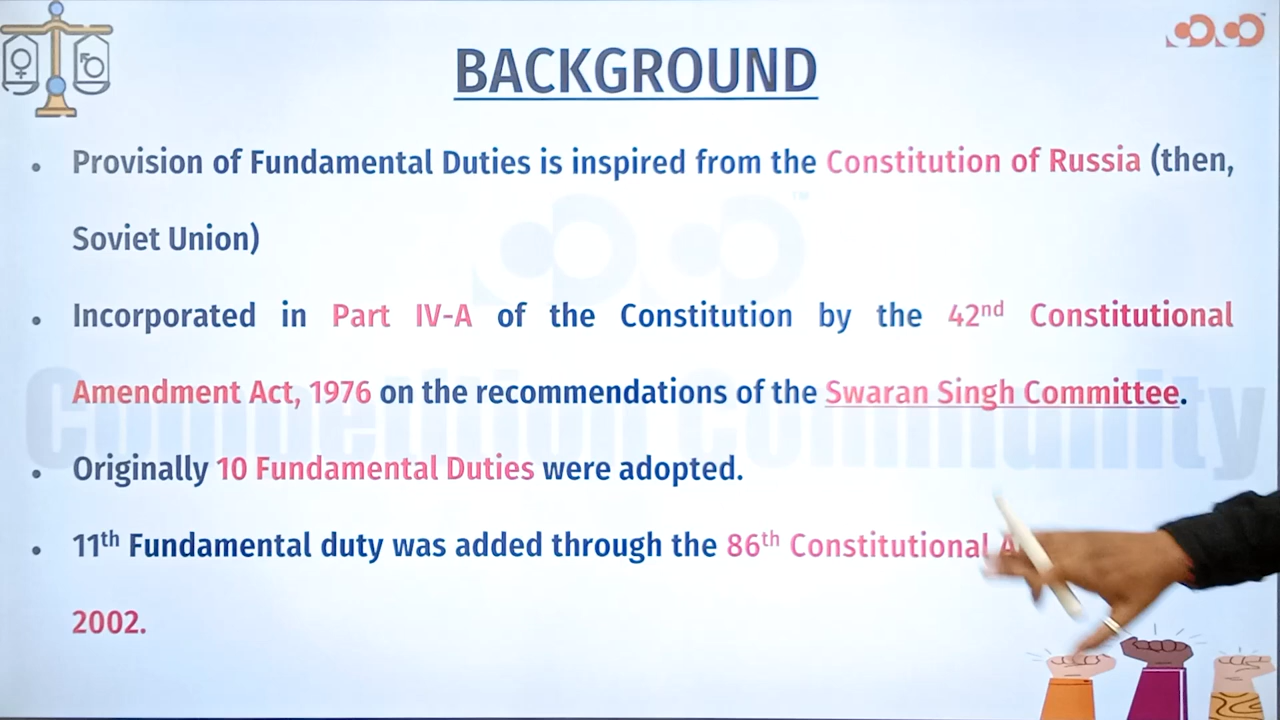 BACKGROUND
• Provision of Fundamental Duties is inspired from the Constitution of Russia (then,
Soviet Union)
• Incorporated in Part IV-A of the Constitution by the 42nd Constitutional
Amendment Act, 1976 on the recommendations of the Swaran Singh Committee.
• Originally 10 Fundamental Duties were adopted.
• 11th Fundamental duty was added through the 86th Constitutional
2002.
Competition Community